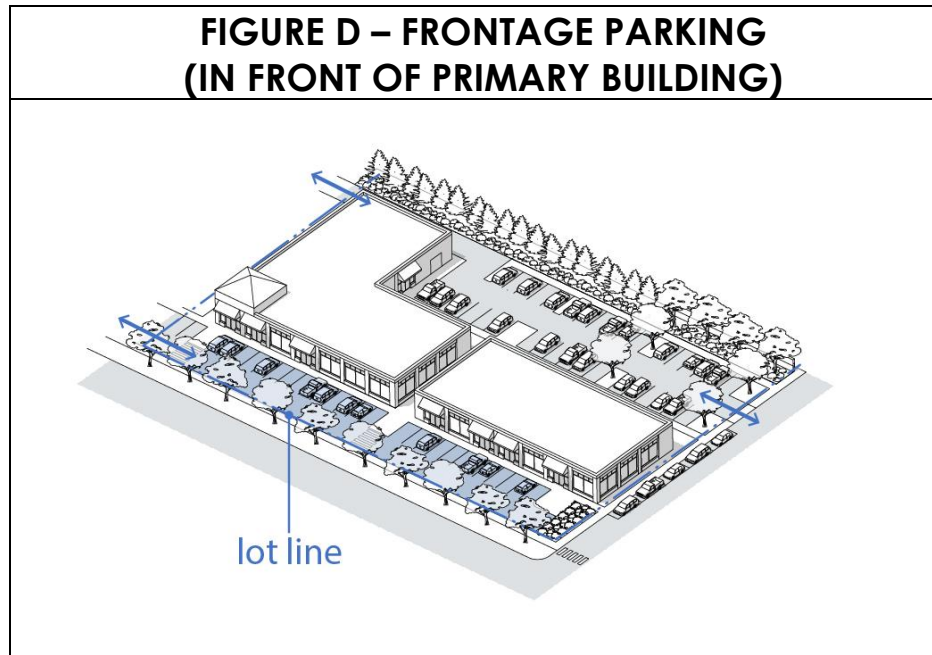 FIGURE D – FRONTAGE PARKING
(IN FRONT OF PRIMARY BUILDING)
lot line